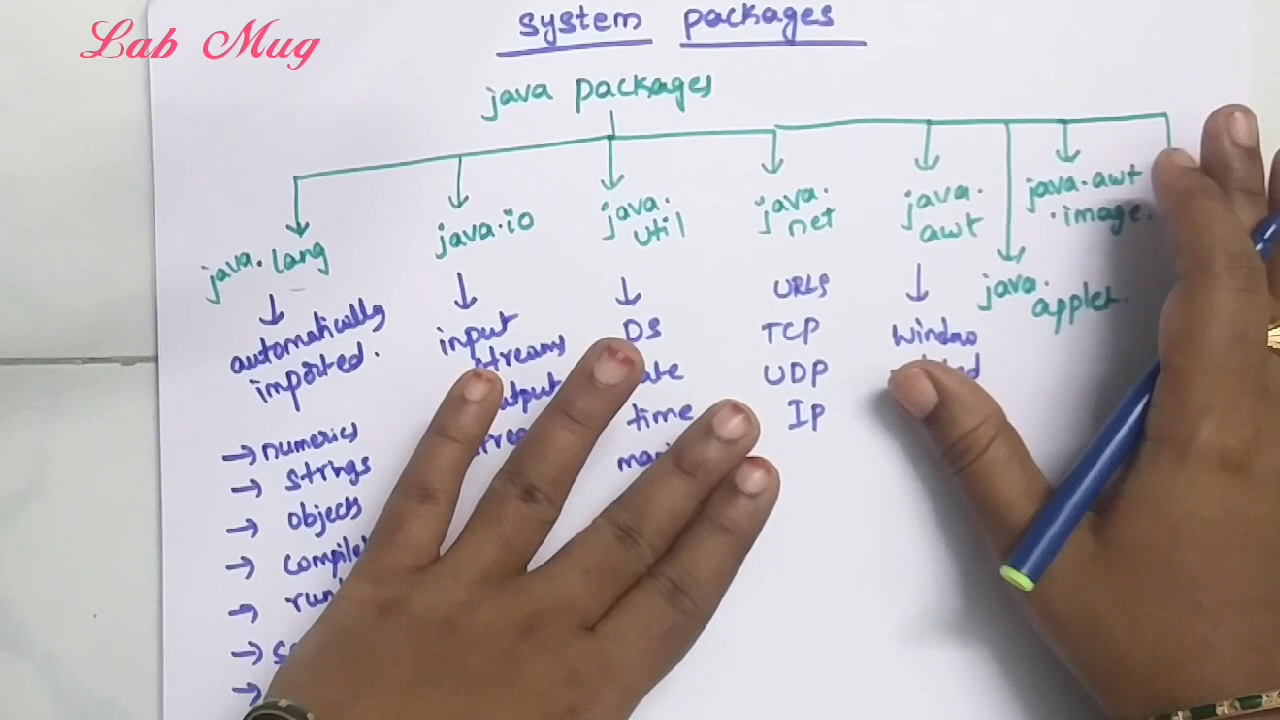 Lab Mug
system packages
java packages
java.lang
java.io
java.
util
java.
net
java.
awt
java.
applet.
java.awt
.image.
automatically
imported.
→ numerics
→ strings
→ objects
→
→
→
→
input
streams
DS
time
URLs
TCP
UDP
IP
window